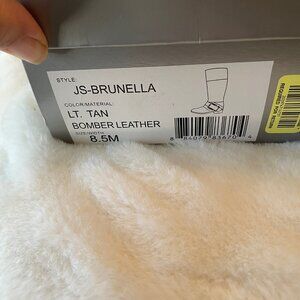 STYLE:
JS-BRUNELLA
COLOR/MATERIAL:
LT. TAN
BOMBER LEATHER
SIZE/WIDTH
8.5M